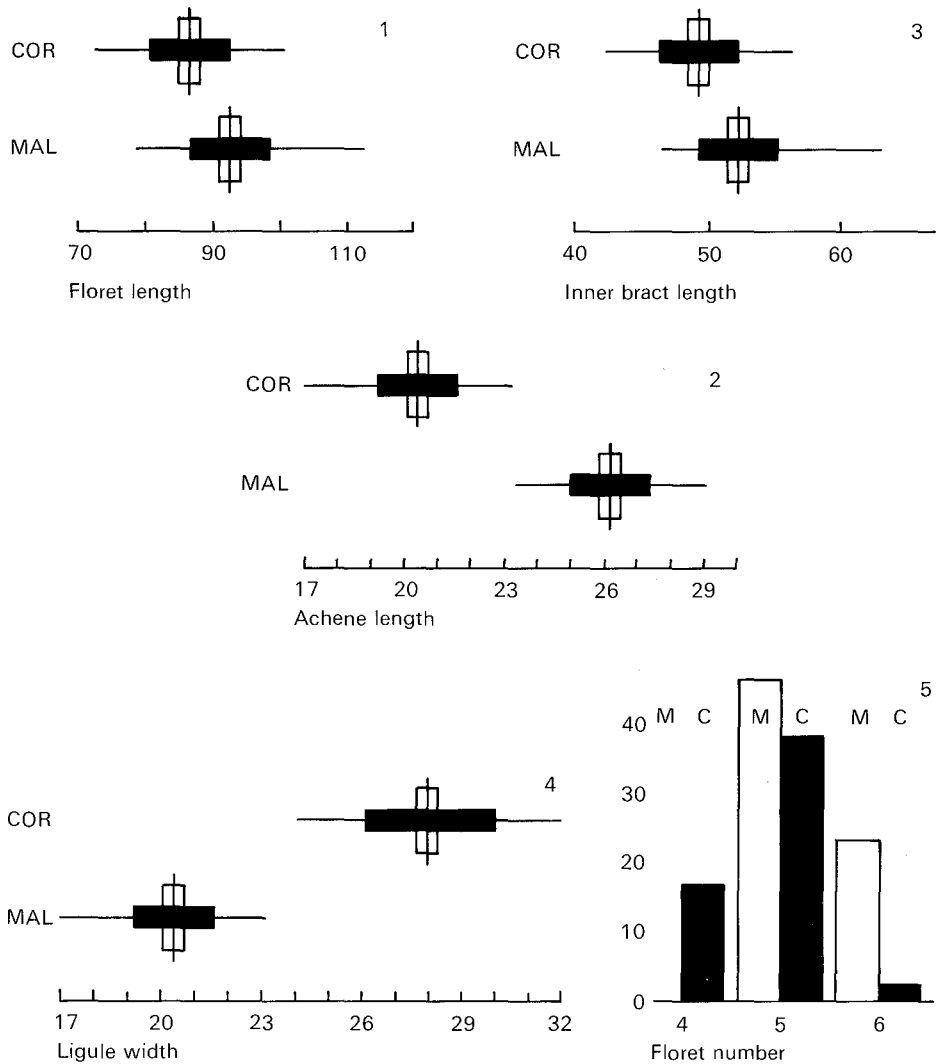 1
COR
MAL
70 90 110
Floret length
3
COR
MAL
40 50 60
Inner bract length
2
COR
MAL
17 20 23 26 29
Achene length
4
COR
MAL
17 20 23 26 29 32
Ligule width
5
M C M C M C
40
30
20
10
0
4 5 6
Floret number